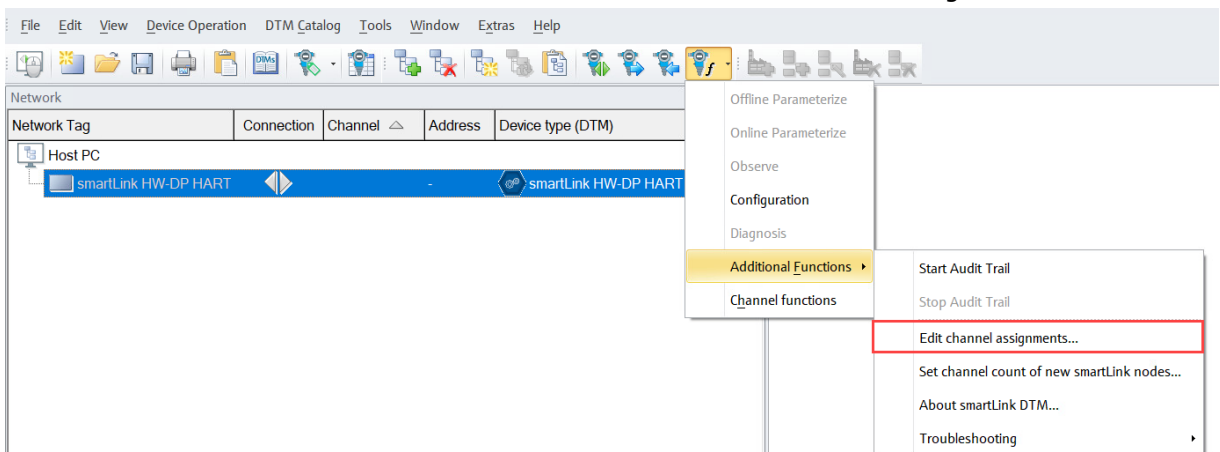 File Edit View Device Operation DTM Catalog Tools Window Extras Help
DTMs
Network
Network Tag Connection Channel Address Device type (DTM)
Host PC
smartLink HW-DP HART - smartLink HW-DP HART
Offline Parameterize
Online Parameterize
Observe
Configuration
Diagnosis
Additional Functions
Channel functions
Start Audit Trail
Stop Audit Trail
Edit channel assignments...
Set channel count of new smartLink nodes...
About smartLink DTM...
Troubleshooting